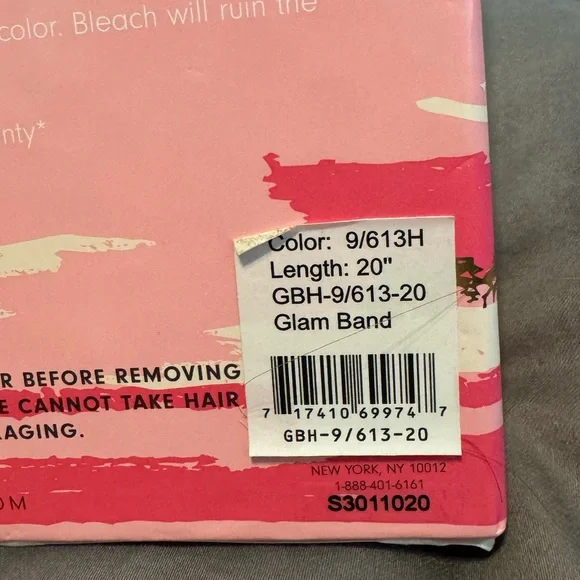 color. Bleach will ruin the
nty*
Color: 9/613H
Length: 20"
GBH-9/613-20
Glam Band
R BEFORE REMOVING
E CANNOT TAKE HAIR
AGING.
7 17410 69974 7
GBH-9/613-20
NEW YORK, NY 10012
1-888-401-6161
OM
S3011020